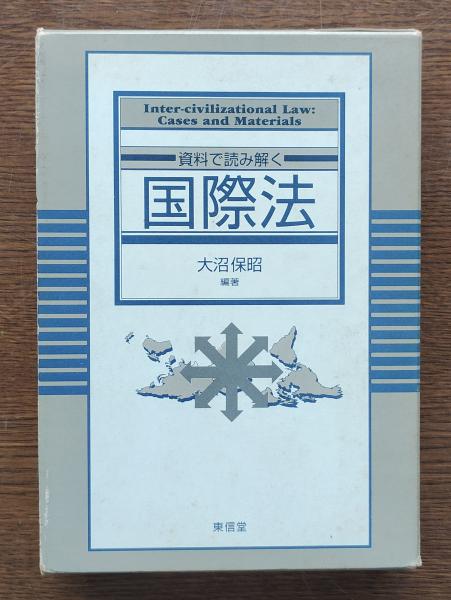 Inter-civilizational Law:
Cases and Materials
資料で読み解く
国際法
大沼保昭
編著
東信堂